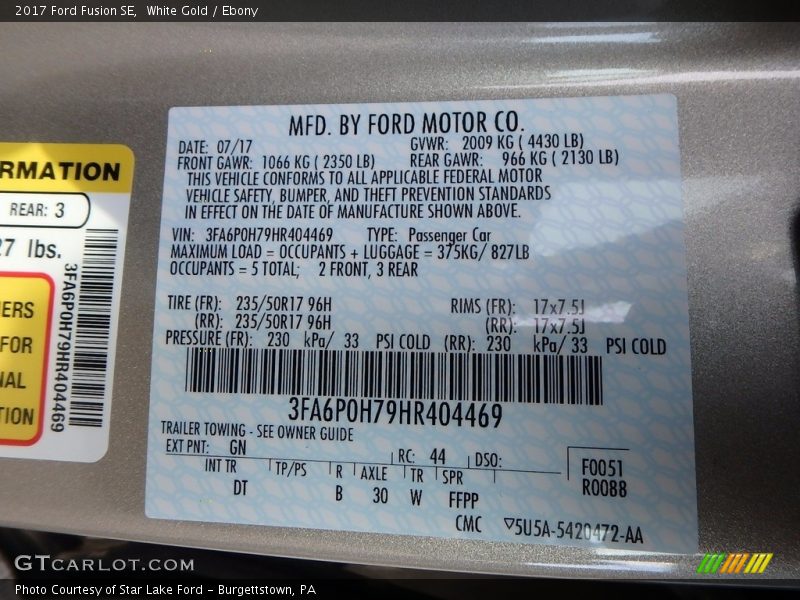 2017 Ford Fusion SE, White Gold / Ebony
RMATION
REAR: 3
27 lbs.
ERS
FOR
NAL
TION
3FA6P0H79HR404469
MFD. BY FORD MOTOR CO.
DATE: 07/17 GVWR: 2009 KG ( 4430 LB)
FRONT GAWR: 1066 KG ( 2350 LB) REAR GAWR: 966 KG ( 2130 LB)
THIS VEHICLE CONFORMS TO ALL APPLICABLE FEDERAL MOTOR
VEHICLE SAFETY, BUMPER, AND THEFT PREVENTION STANDARDS
IN EFFECT ON THE DATE OF MANUFACTURE SHOWN ABOVE.
VIN: 3FA6P0H79HR404469 TYPE: Passenger Car
MAXIMUM LOAD = OCCUPANTS + LUGGAGE = 375KG/ 827LB
OCCUPANTS = 5 TOTAL; 2 FRONT, 3 REAR
TIRE (FR): 235/50R17 96H RIMS (FR): 17x7.5J
(RR): 235/50R17 96H (RR): 17x7.5J
PRESSURE (FR): 230 kPa/ 33 PSI COLD (RR): 230 kPa/ 33 PSI COLD
3FA6P0H79HR404469
TRAILER TOWING - SEE OWNER GUIDE
EXT PNT: GN RC: 44 DSO:
INT TR TP/PS R AXLE TR SPR
DT B 30 W FFPP
F0051
R0088
CMC ▽5U5A-5420472-AA
GTCARLOT.COM
Photo Courtesy of Star Lake Ford - Burgettstown, PA